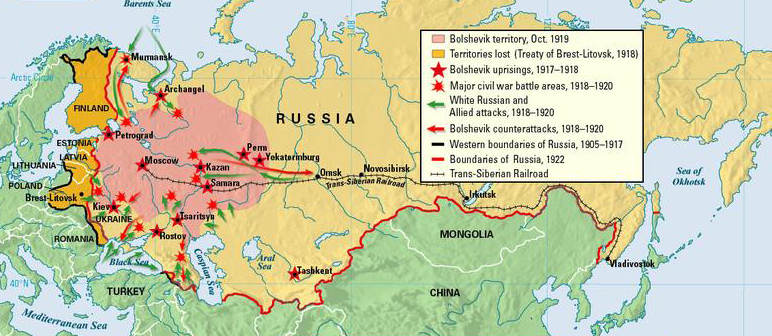 Barents Sea
40°E
Murmansk
Arctic Circle
Archangel
FINLAND
RUSSIA
ESTONIA
Petrograd
LATVIA
LITHUANIA
Moscow
Perm
Yekaterinburg
Kazan
POLAND
Samara
Omsk
Novosibirsk
Trans-Siberian Railroad
Brest-Litovsk
Kiev
UKRAINE
Tsaritsyn
Irkutsk
ROMANIA
Rostov
Black Sea
Caspian Sea
Aral
Sea
Tashkent
MONGOLIA
Vladivostok
40°N
TURKEY
CHINA
Mediterranean Sea
Sea of
Okhotsk
Bolshevik territory, Oct. 1919
Territories lost (Treaty of Brest-Litovsk, 1918)
Bolshevik uprisings, 1917–1918
Major civil war battle areas, 1918–1920
White Russian and
Allied attacks, 1918–1920
Bolshevik counterattacks, 1918–1920
Western boundaries of Russia, 1905–1917
Boundaries of Russia, 1922
Trans-Siberian Railroad